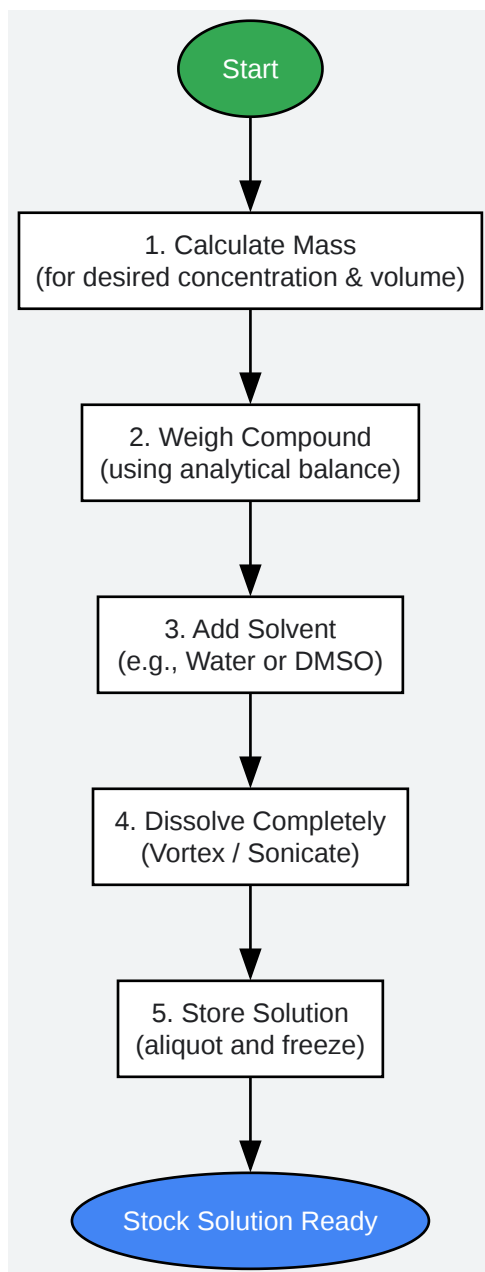 Start
1. Calculate Mass
(for desired concentration & volume)
2. Weigh Compound
(using analytical balance)
3. Add Solvent
(e.g., Water or DMSO)
4. Dissolve Completely
(Vortex / Sonicate)
5. Store Solution
(aliquot and freeze)
Stock Solution Ready